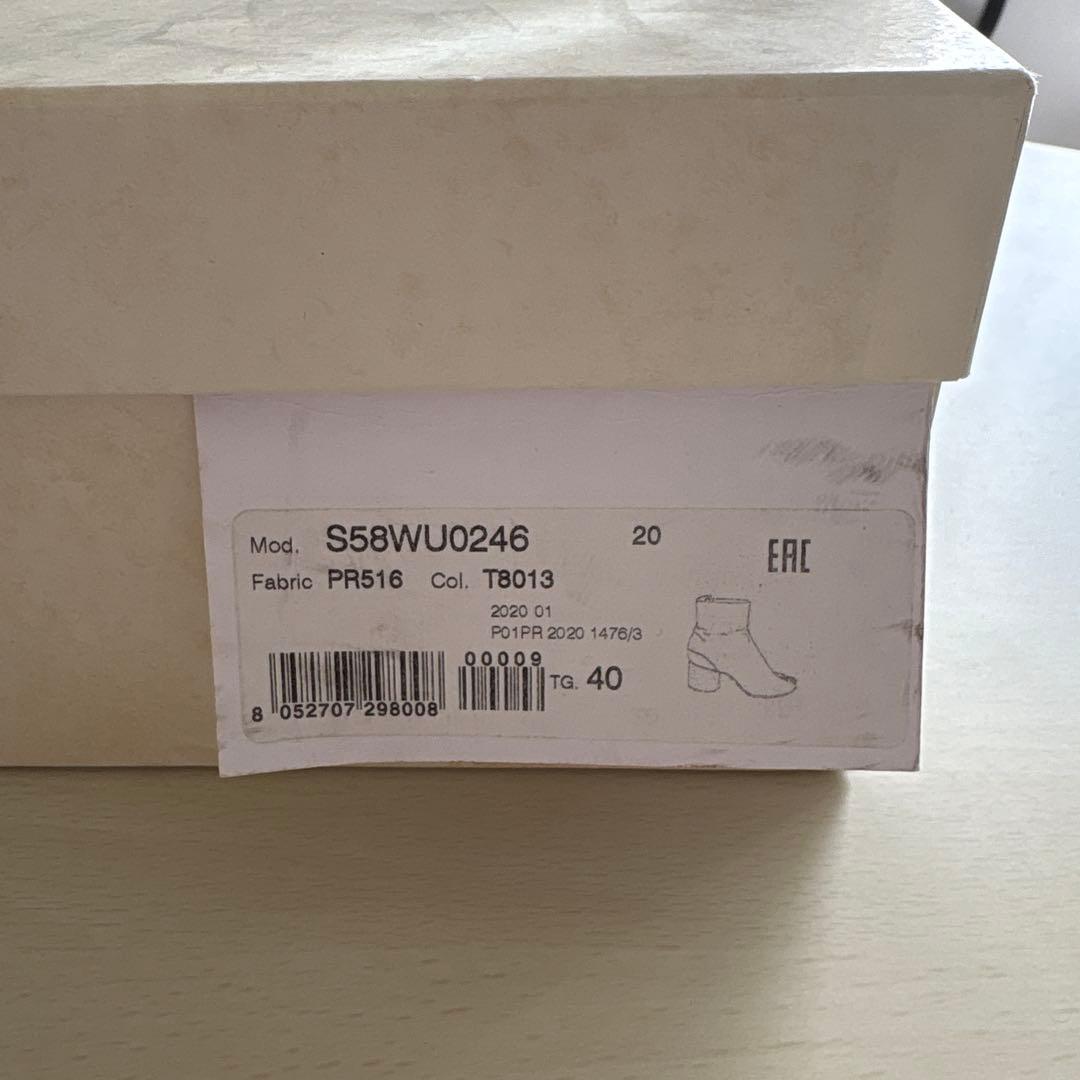 Mod. S58WU0246 20
EAC
Fabric PR516 Col. T8013
2020 01
P01PR 2020 1476/3
00009
TG. 40
8 052707 298008